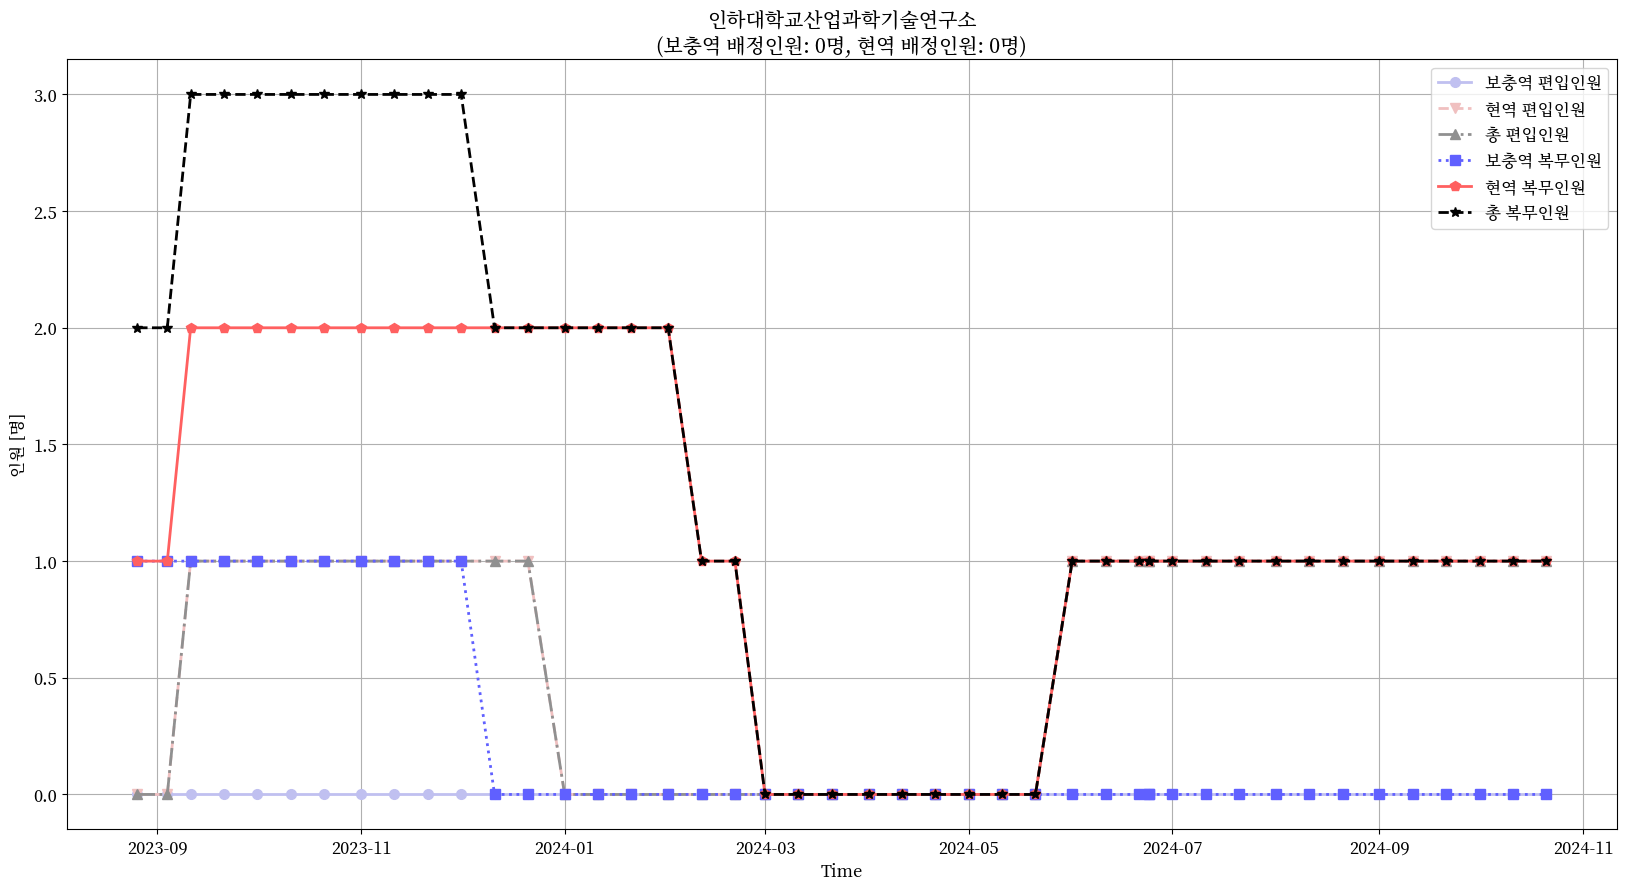 인하대학교산업과학기술연구소
(보충역 배정인원: 0명, 현역 배정인원: 0명)
보충역 편입인원
현역 편입인원
총 편입인원
보충역 복무인원
현역 복무인원
총 복무인원
3.0
2.5
2.0
1.5
1.0
0.5
0.0
인원 [명]
2023-09
2023-11
2024-01
2024-03
2024-05
2024-07
2024-09
2024-11
Time